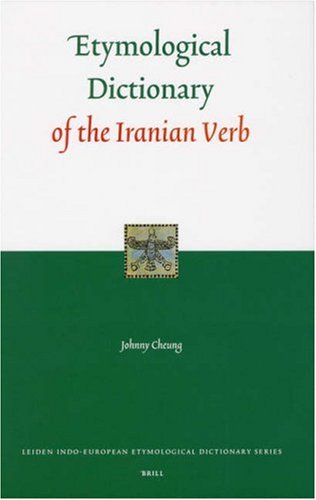 Etymological
Dictionary
of the Iranian Verb
Johnny Cheung
LEIDEN INDO-EUROPEAN ETYMOLOGICAL DICTIONARY SERIES
BRILL